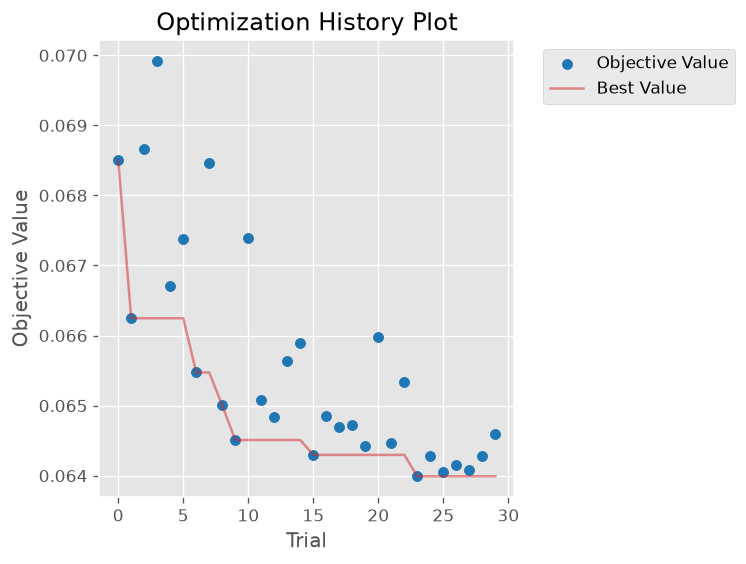 Optimization History Plot
Objective Value
Best Value
0.070
0.069
0.068
0.067
0.066
0.065
0.064
Objective Value
0 5 10 15 20 25 30
Trial